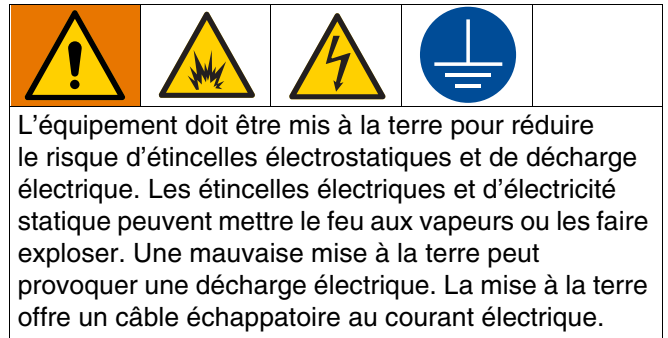 L'équipement doit être mis à la terre pour réduire
le risque d'étincelles électrostatiques et de décharge
électrique. Les étincelles électriques et d'électricité
statique peuvent mettre le feu aux vapeurs ou les faire
exploser. Une mauvaise mise à la terre peut
provoquer une décharge électrique. La mise à la terre
offre un câble échappatoire au courant électrique.